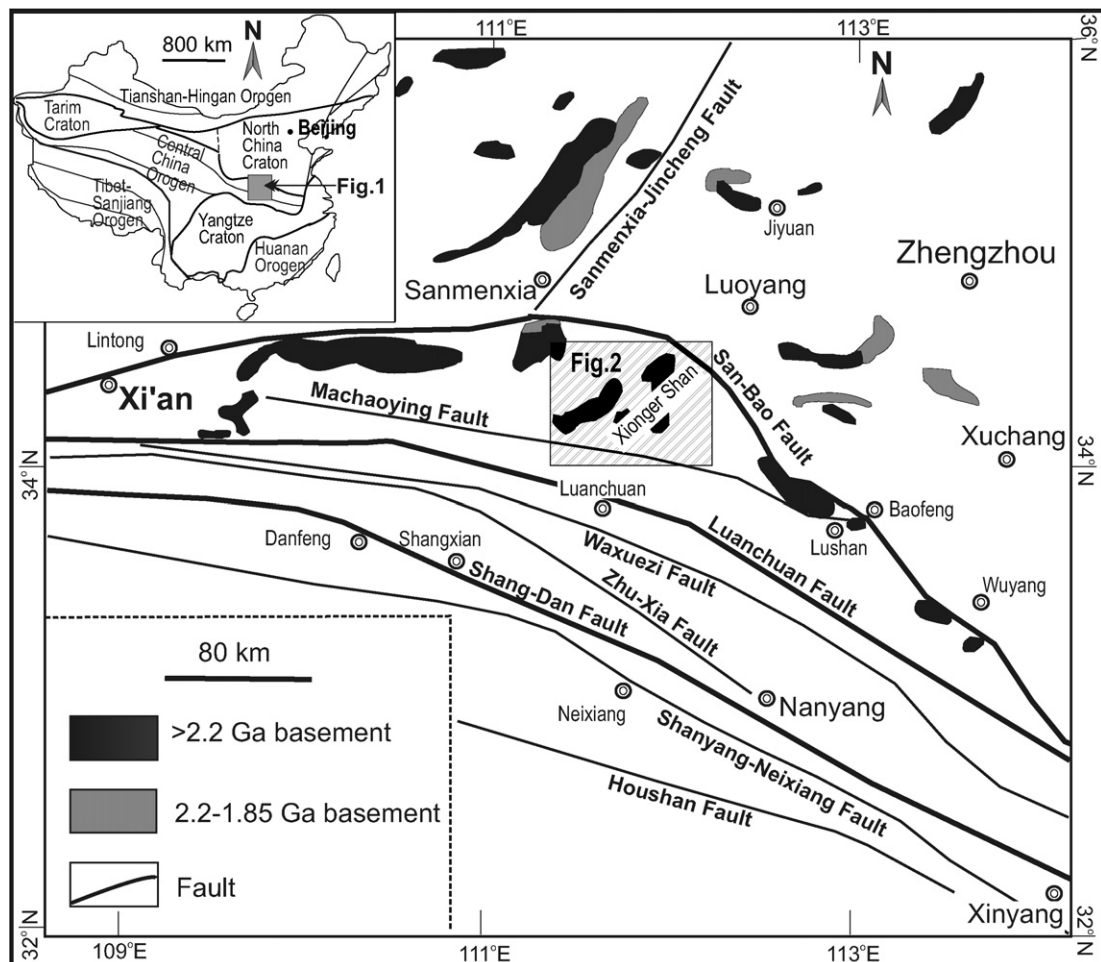 111°E
113°E
36°N
800 km
N
Tianshan-Hingan Orogen
Tarim
Craton
North
China
Craton
Beijing
Central
China
Orogen
Fig.1
Tibet-
Sanjiang
Orogen
Yangtze
Craton
Huanan
Orogen
N
Sanmenxia-Jincheng Fault
Jiyuan
Zhengzhou
Sanmenxia
Luoyang
Lintong
Xi'an
Fig.2
Xionger Shan
San-Bao Fault
Machaoying Fault
Xuchang
34°N
34°N
Luanchuan
Baofeng
Lushan
Danfeng
Shangxian
Waxuezi Fault
Luanchuan Fault
Wuyang
Shang-Dan Fault
Zhu-Xia Fault
Nanyang
Neixiang
Shanyang-Neixiang Fault
Houshan Fault
Xinyang
80 km
>2.2 Ga basement
2.2-1.85 Ga basement
Fault
32°N
32°N
109°E
111°E
113°E